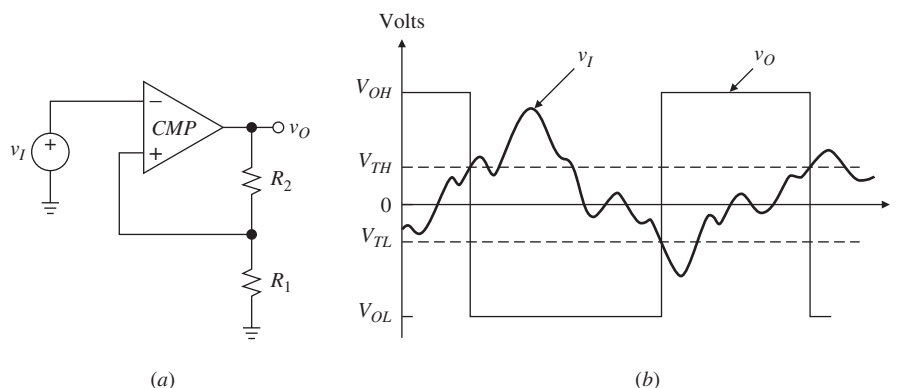 Volts
v_I
v_O
V_OH
− CMP
v_O
v_I
+
+
V_TH
R_2
0
V_TL
R_1
V_OL
(a)
(b)